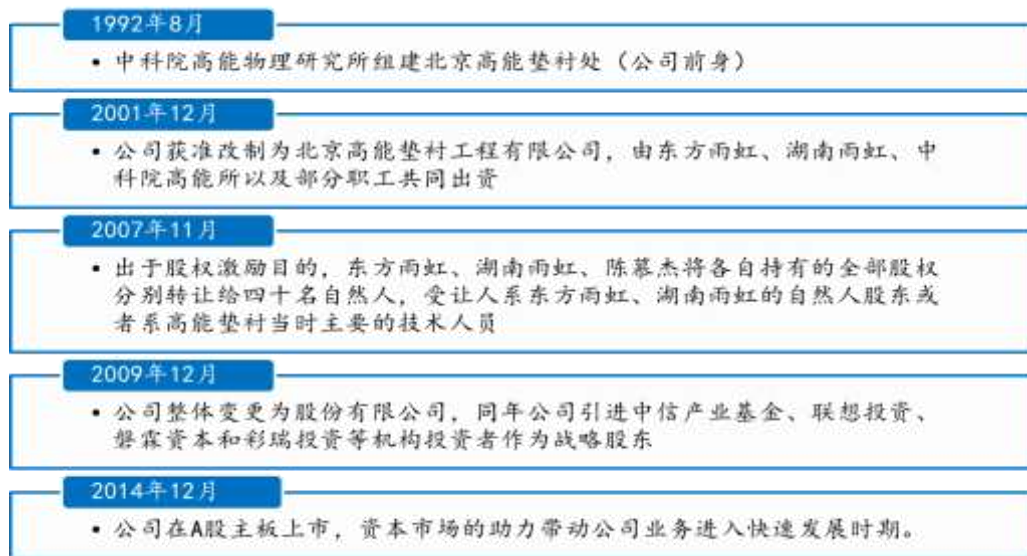 1992年8月
• 中科院高能物理研究所组建北京高能垫衬处（公司前身）
2001年12月
• 公司获准改制为北京高能垫衬工程有限公司，由东方雨虹、湖南雨虹、中
科院高能所以及部分职工共同出资
2007年11月
• 出于股权激励目的，东方雨虹、湖南雨虹、陈慕杰将各自持有的全部股权
分别转让给四十名自然人，受让人系东方雨虹、湖南雨虹的自然人股东或
者系高能垫衬当时主要的技术人员
2009年12月
• 公司整体变更为股份有限公司，同年公司引进中信产业基金、联想投资、
磐霖资本和彩瑞投资等机构投资者作为战略股东
2014年12月
• 公司在A股主板上市，资本市场的助力带动公司业务进入快速发展时期。